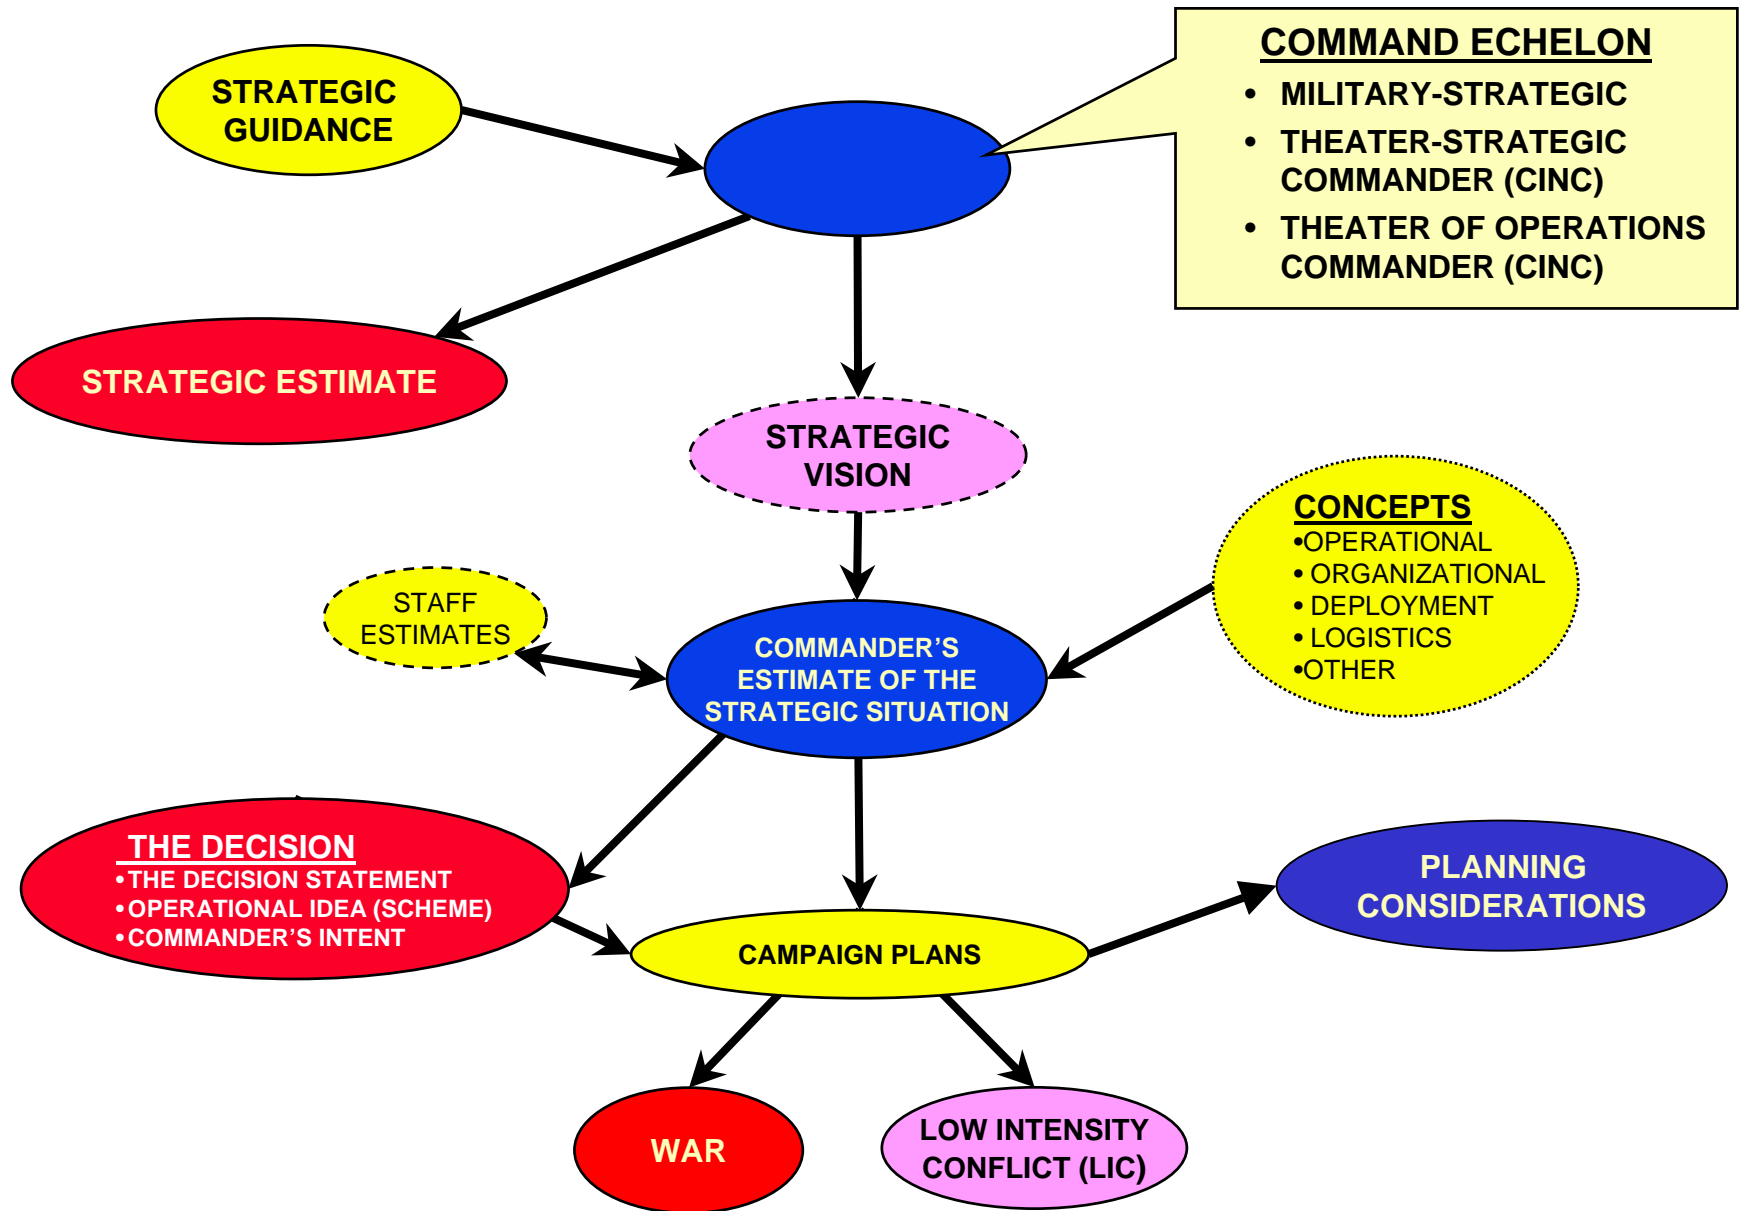 COMMAND ECHELON
• MILITARY-STRATEGIC
• THEATER-STRATEGIC
COMMANDER (CINC)
• THEATER OF OPERATIONS
COMMANDER (CINC)
STRATEGIC
GUIDANCE
STRATEGIC ESTIMATE
STRATEGIC
VISION
CONCEPTS
•OPERATIONAL
• ORGANIZATIONAL
• DEPLOYMENT
• LOGISTICS
•OTHER
STAFF
ESTIMATES
COMMANDER’S
ESTIMATE OF THE
STRATEGIC SITUATION
THE DECISION
•THE DECISION STATEMENT
•OPERATIONAL IDEA (SCHEME)
•COMMANDER’S INTENT
PLANNING
CONSIDERATIONS
CAMPAIGN PLANS
WAR
LOW INTENSITY
CONFLICT (LIC)